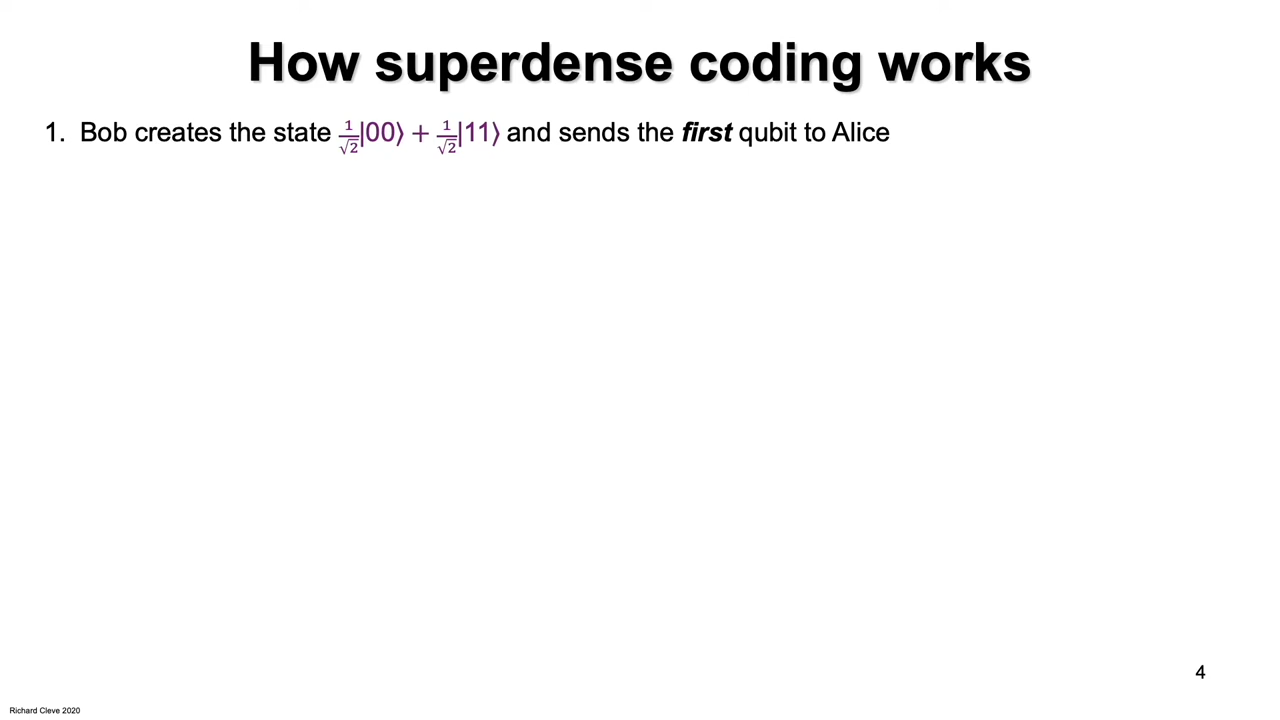 How superdense coding works
1. Bob creates the state 1/√2|00⟩ + 1/√2|11⟩ and sends the first qubit to Alice
4
Richard Cleve 2020